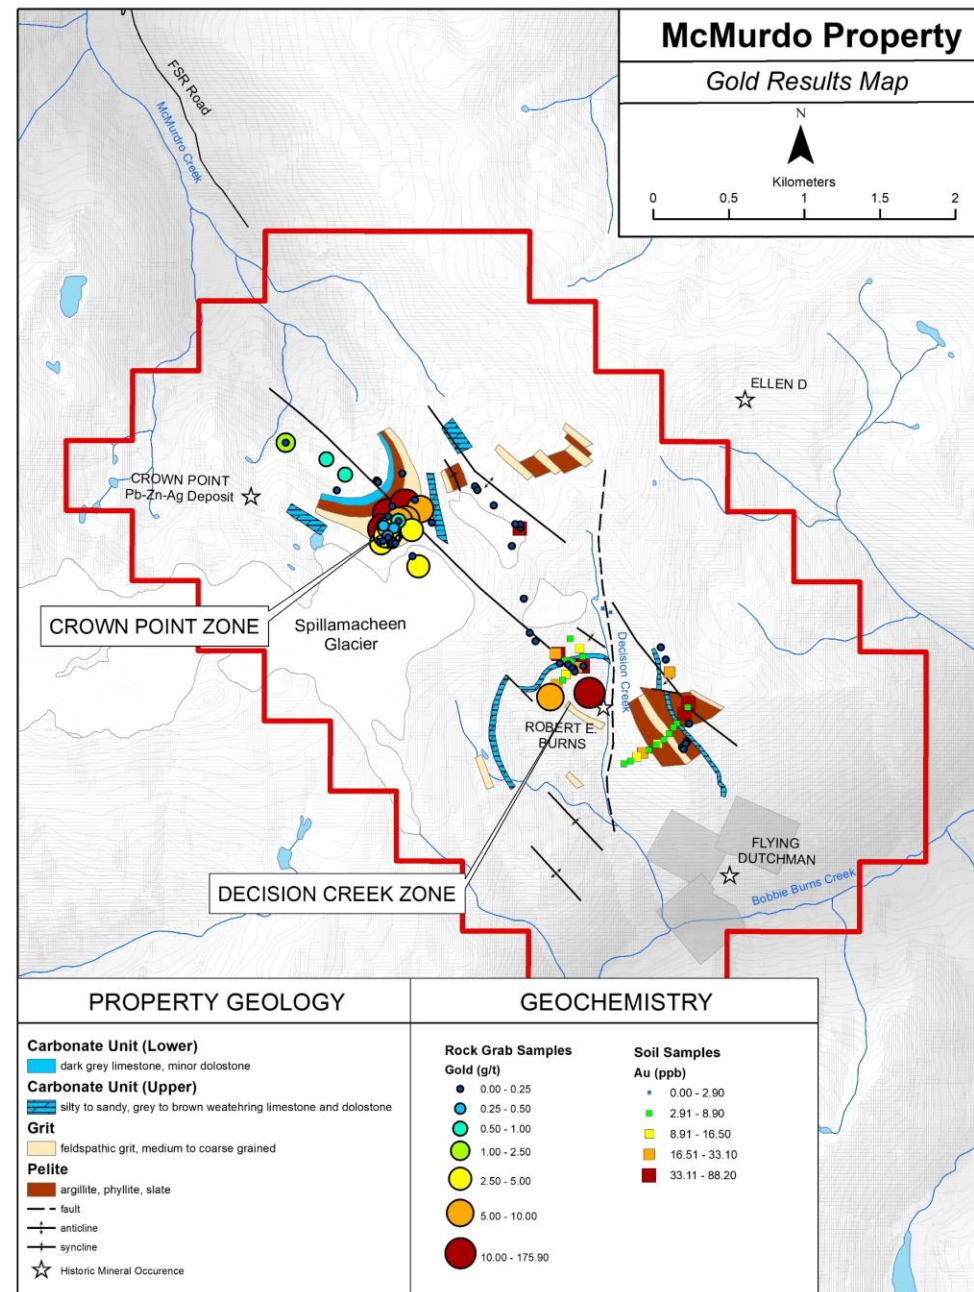 McMurdo Property
Gold Results Map
N
Kilometers
0 0.5 1 1.5 2
FSR Road
McMurdro Creek
ELLEN D
CROWN POINT
Pb-Zn-Ag Deposit
CROWN POINT ZONE
Spillamacheen
Glacier
Decision Creek
ROBERT E.
BURNS
DECISION CREEK ZONE
FLYING
DUTCHMAN
Bobbie Burns Creek
PROPERTY GEOLOGY
Carbonate Unit (Lower)
dark grey limestone, minor dolostone
Carbonate Unit (Upper)
silty to sandy, grey to brown weatehring limestone and dolostone
Grit
feldspathic grit, medium to coarse grained
Pelite
argillite, phyllite, slate
fault
anticline
syncline
Historic Mineral Occurence
GEOCHEMISTRY
Rock Grab Samples
Gold (g/t)
0.00 - 0.25
0.25 - 0.50
0.50 - 1.00
1.00 - 2.50
2.50 - 5.00
5.00 - 10.00
10.00 - 175.90
Soil Samples
Au (ppb)
0.00 - 2.90
2.91 - 8.90
8.91 - 16.50
16.51 - 33.10
33.11 - 88.20